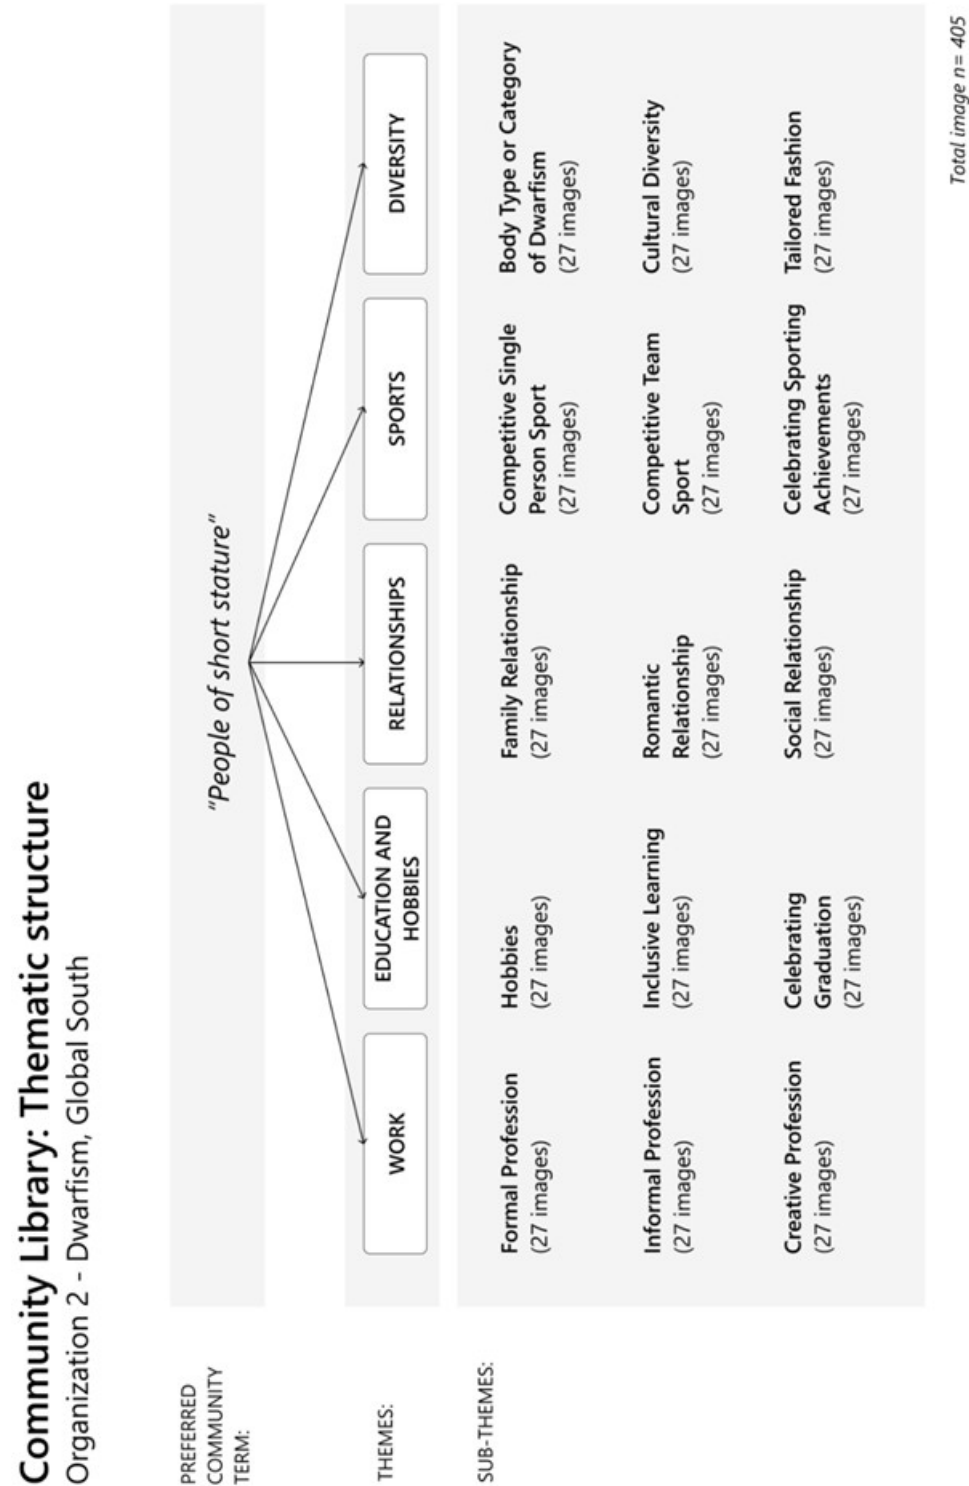 Community Library: Thematic structure
Organization 2 – Dwarfism, Global South
PREFERRED
COMMUNITY
TERM:
"People of short stature"
THEMES:
WORK
EDUCATION AND
HOBBIES
RELATIONSHIPS
SPORTS
DIVERSITY
SUB-THEMES:
Formal Profession
(27 images)
Informal Profession
(27 images)
Creative Profession
(27 images)
Hobbies
(27 images)
Inclusive Learning
(27 images)
Celebrating
Graduation
(27 images)
Family Relationship
(27 images)
Romantic
Relationship
(27 images)
Social Relationship
(27 images)
Competitive Single
Person Sport
(27 images)
Competitive Team
Sport
(27 images)
Celebrating Sporting
Achievements
(27 images)
Body Type or Category
of Dwarfism
(27 images)
Cultural Diversity
(27 images)
Tailored Fashion
(27 images)
Total image n= 405